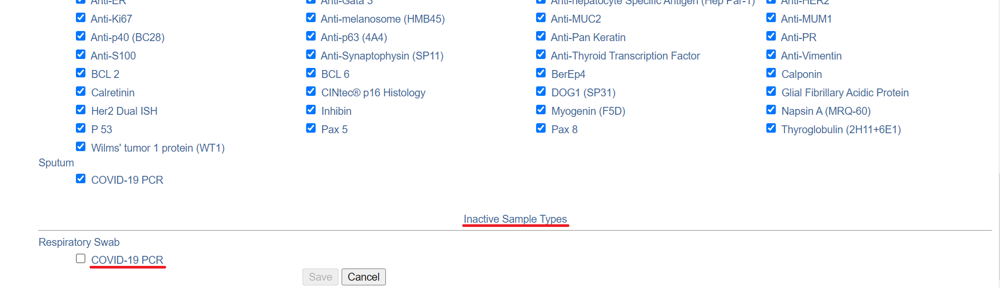 Anti-ER Anti-Gata 3 Anti-hepatocyte Specific Antigen (Hep Par-1) Anti-HER2
Anti-Ki67 Anti-melanosome (HMB45) Anti-MUC2 Anti-MUM1
Anti-p40 (BC28) Anti-p63 (4A4) Anti-Pan Keratin Anti-PR
Anti-S100 Anti-Synaptophysin (SP11) Anti-Thyroid Transcription Factor Anti-Vimentin
BCL 2 BCL 6 BerEp4 Calponin
Calretinin CINtec® p16 Histology DOG1 (SP31) Glial Fibrillary Acidic Protein
Her2 Dual ISH Inhibin Myogenin (F5D) Napsin A (MRQ-60)
P 53 Pax 5 Pax 8 Thyroglobulin (2H11+6E1)
Wilms' tumor 1 protein (WT1)
Sputum
COVID-19 PCR
Inactive Sample Types
Respiratory Swab
COVID-19 PCR
Save Cancel